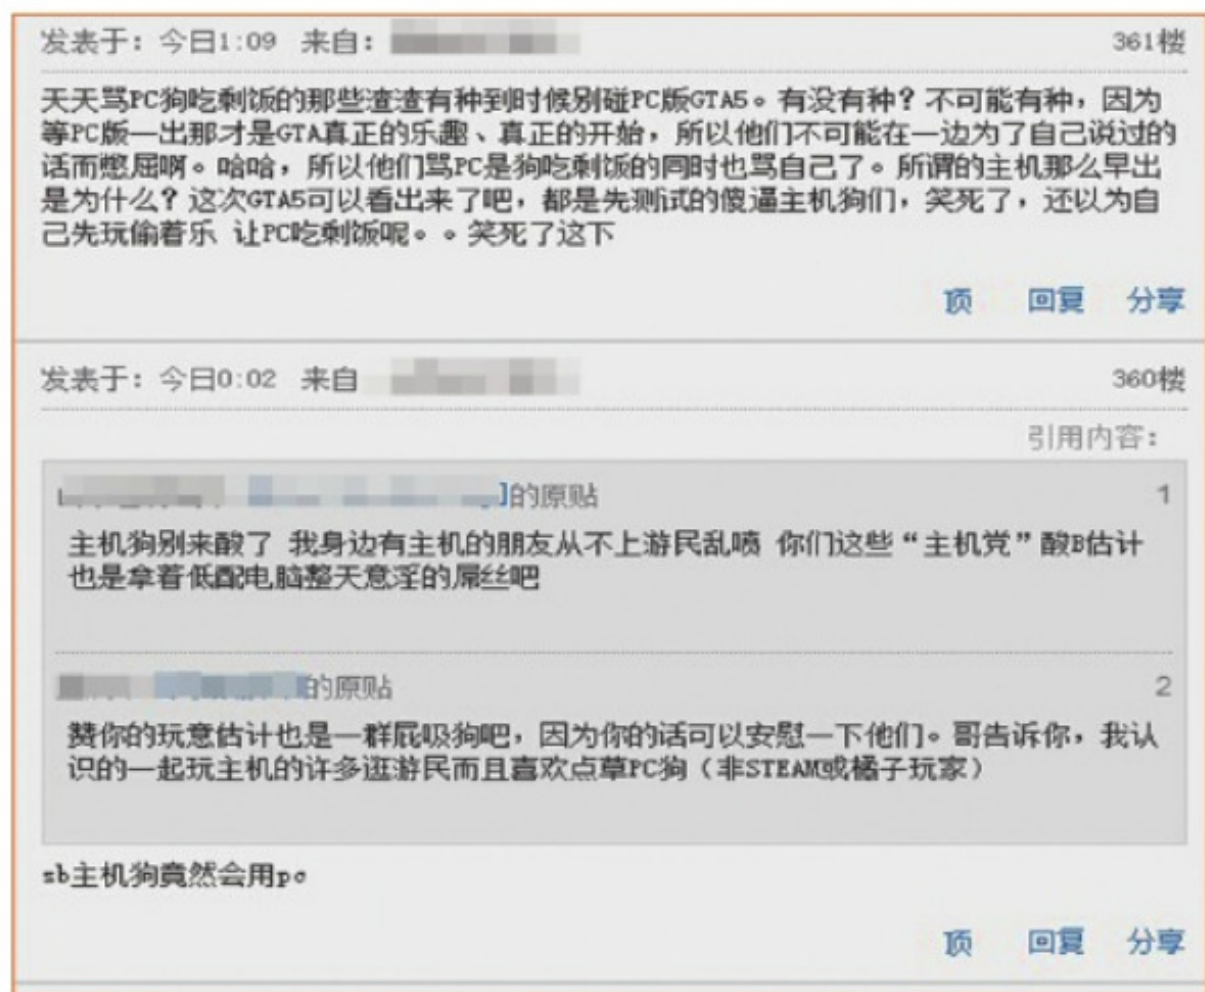 发表于：今日1:09 来自：
361楼
天天骂PC狗吃剩饭的那些渣渣有种到时候别碰PC版GTA5。有没有种？不可能有种，因为
等PC版一出那才是GTA真正的乐趣、真正的开始，所以他们不可能在一边为了自己说过的
话而憋屈啊。哈哈，所以他们骂PC是狗吃剩饭的同时也骂自己了。所谓的主机那么早出
是为什么？这次GTA5可以看出来了吧，都是先测试的傻逼主机狗们，笑死了，还以为自
己先玩偷着乐 让PC吃剩饭呢。。笑死了这下
顶 回复 分享
发表于：今日0:02 来自
360楼
引用内容：
]的原贴
1
主机狗别来酸了 我身边有主机的朋友从不上游民乱喷 你们这些“主机党”酸B估计
也是拿着低配电脑整天意淫的屌丝吧
的原贴
2
赞你的玩意估计也是一群屁吸狗吧，因为你的话可以安慰一下他们。哥告诉你，我认
识的一起玩主机的许多逛游民而且喜欢点草PC狗（非STEAM或橘子玩家）
sb主机狗竟然会用pc
顶 回复 分享